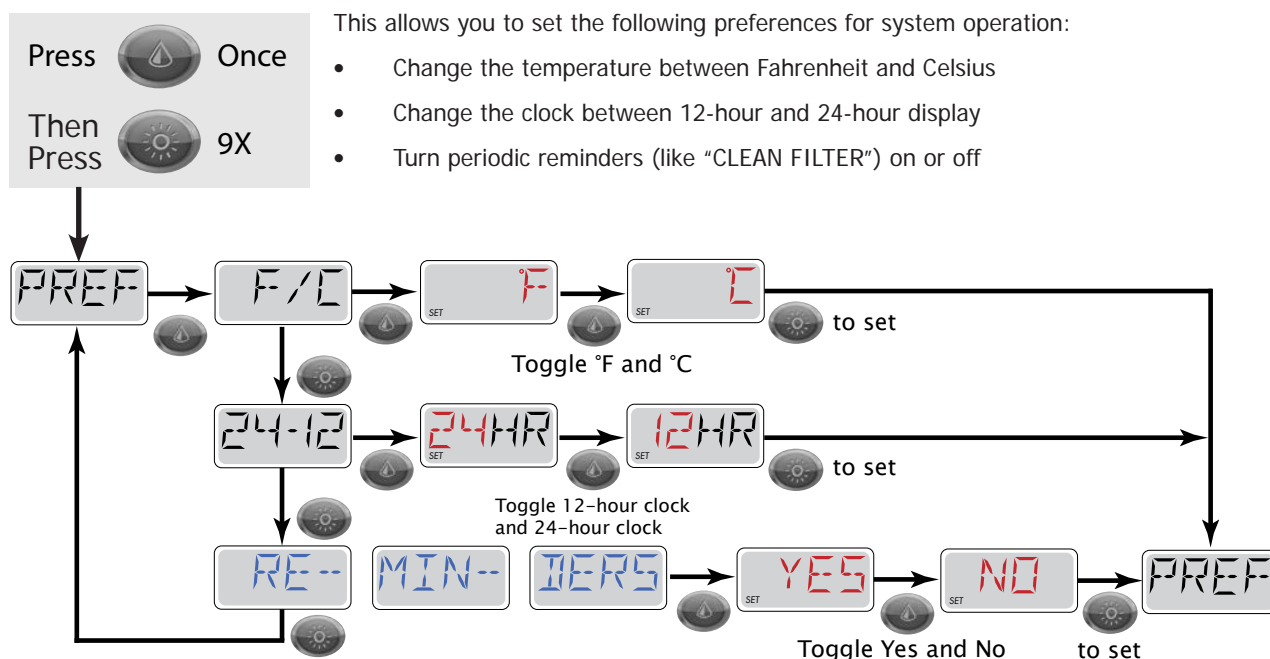 This allows you to set the following preferences for system operation:
Press Once
Then
Press 9X
• Change the temperature between Fahrenheit and Celsius
• Change the clock between 12-hour and 24-hour display
• Turn periodic reminders (like “CLEAN FILTER”) on or off
PREF F/C °F °C
SET SET
to set
Toggle °F and °C
24-12 24HR 12HR
SET SET
to set
Toggle 12-hour clock
and 24-hour clock
RE-- MIN-- DERS YES NO PREF
SET SET
Toggle Yes and No to set